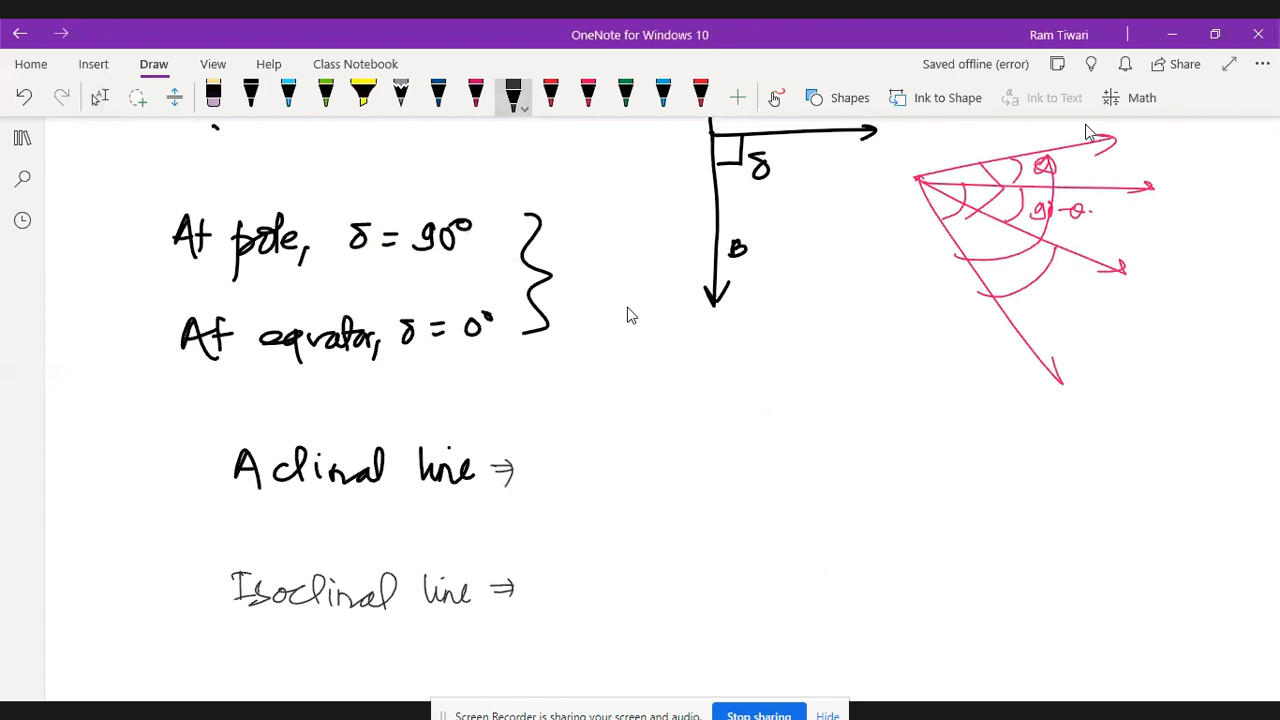 OneNote for Windows 10
Ram Tiwari
Home Insert Draw View Help Class Notebook
Saved offline (error)
Share
Shapes
Ink to Shape
Ink to Text
Math
δ
90-θ
At pole, δ = 90°
B
At equator, δ = 0°
Aclinal line ⇒
Isoclinal line ⇒
Screen Recorder is sharing your screen and audio.
Stop sharing
Hide